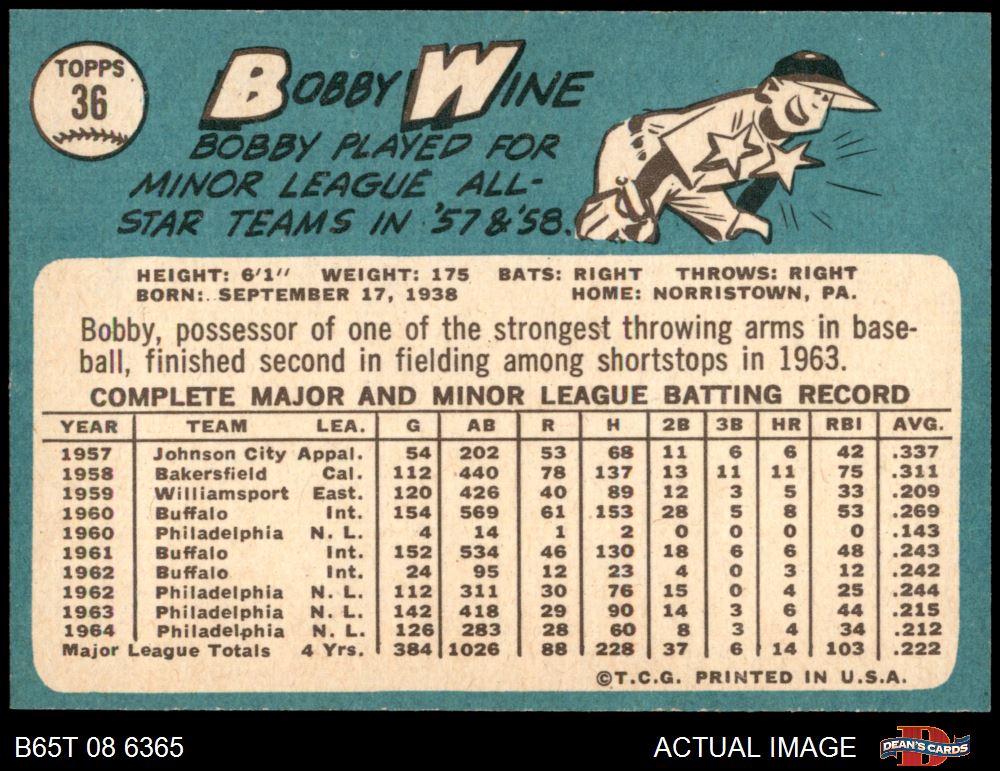 TOPPS
36
BOBBY WINE
BOBBY PLAYED FOR
MINOR LEAGUE ALL-
STAR TEAMS IN '57 & '58.
HEIGHT: 6'1" WEIGHT: 175 BATS: RIGHT THROWS: RIGHT
BORN: SEPTEMBER 17, 1938 HOME: NORRISTOWN, PA.
Bobby, possessor of one of the strongest throwing arms in base-
ball, finished second in fielding among shortstops in 1963.
COMPLETE MAJOR AND MINOR LEAGUE BATTING RECORD
YEAR TEAM LEA. G AB R H 2B 3B HR RBI AVG.
1957 Johnson City Appal. 54 202 53 68 11 6 6 42 .337
1958 Bakersfield Cal. 112 440 78 137 13 11 11 75 .311
1959 Williamsport East. 120 426 40 89 12 3 5 33 .209
1960 Buffalo Int. 154 569 61 153 28 5 8 53 .269
1960 Philadelphia N. L. 4 14 1 2 0 0 0 0 .143
1961 Buffalo Int. 152 534 46 130 18 6 6 48 .243
1962 Buffalo Int. 24 95 12 23 4 0 3 12 .242
1962 Philadelphia N. L. 112 311 30 76 15 0 4 25 .244
1963 Philadelphia N. L. 142 418 29 90 14 3 6 44 .215
1964 Philadelphia N. L. 126 283 28 60 8 3 4 34 .212
Major League Totals 4 Yrs. 384 1026 88 228 37 6 14 103 .222
©T.C.G. PRINTED IN U.S.A.
B65T 08 6365 ACTUAL IMAGE DEAN'S CARDS